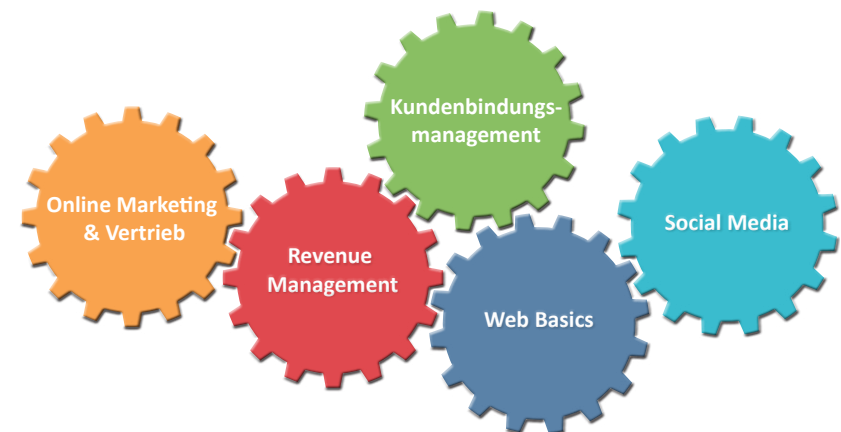 Kundenbindungs-
management
Online Marketing
& Vertrieb
Social Media
Revenue
Management
Web Basics